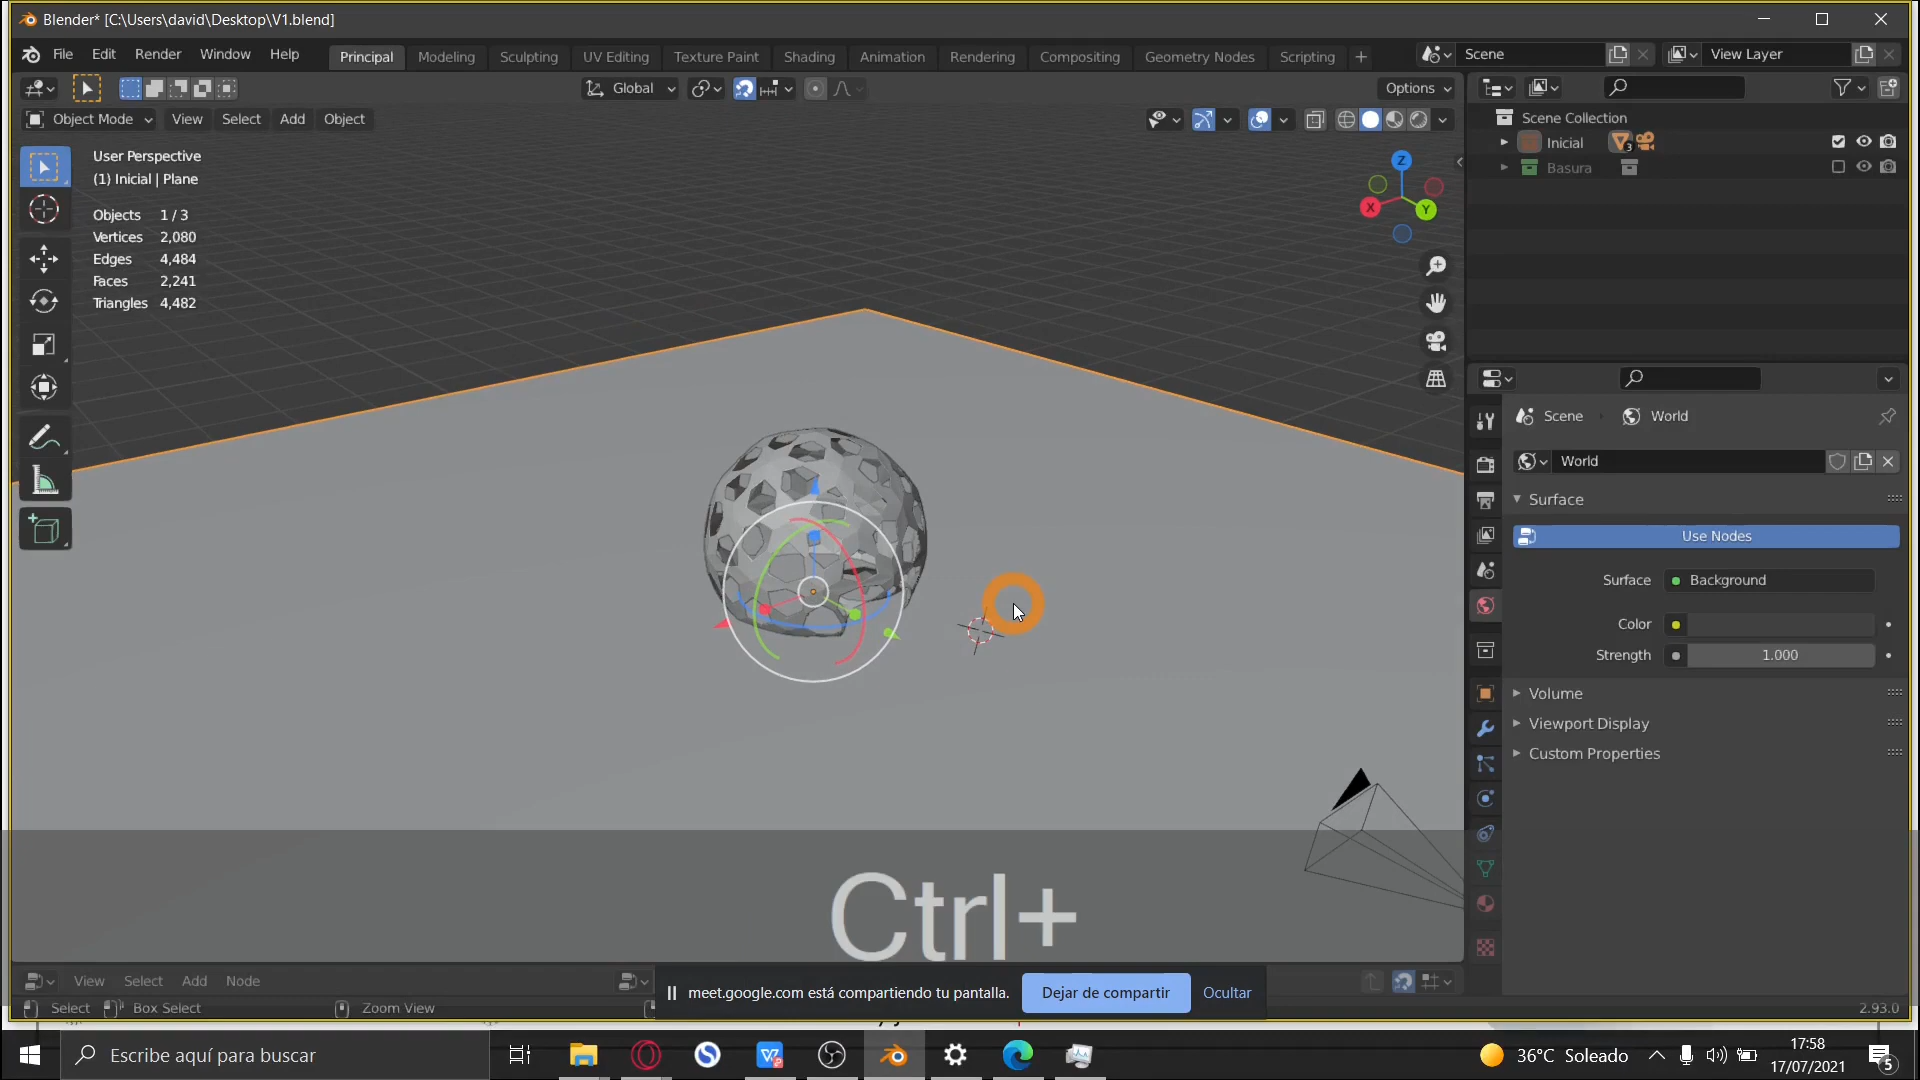 Blender* [C:\Users\david\Desktop\V1.blend]
File Edit Render Window Help Principal Modeling Sculpting UV Editing Texture Paint Shading Animation Rendering Compositing Geometry Nodes Scripting + Scene View Layer
Global Options
Object Mode View Select Add Object
User Perspective
(1) Inicial | Plane
Objects 1 / 3
Vertices 2,080
Edges 4,484
Faces 2,241
Triangles 4,482
Z
X
Y
Scene Collection
Inicial 3
Basura
Scene World
World
Surface
Use Nodes
Surface Background
Color
Strength 1.000
Volume
Viewport Display
Custom Properties
Ctrl+
View Select Add Node
meet.google.com está compartiendo tu pantalla. Dejar de compartir Ocultar
Select Box Select Zoom View 2.93.0
Escribe aquí para buscar
36°C Soleado
17:58
17/07/2021
5